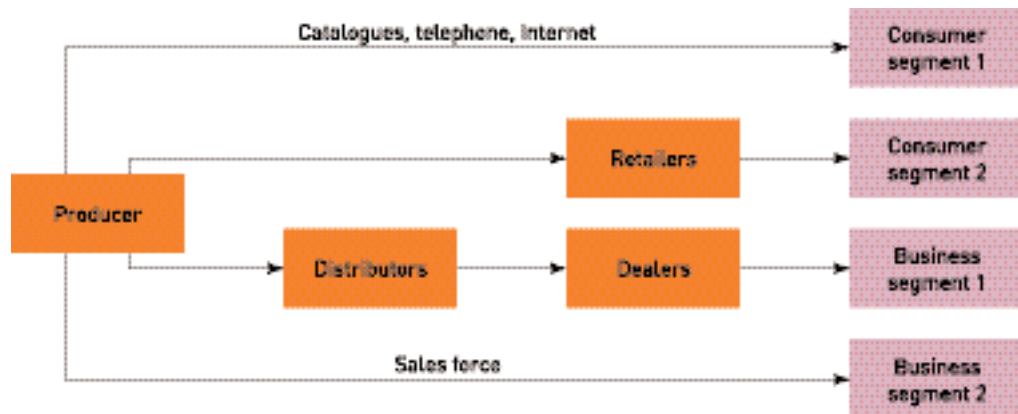 Catalogues, telephone, Internet
Consumer
segment 1
Retailers
Consumer
segment 2
Producer
Distributors
Dealers
Business
segment 1
Sales force
Business
segment 2